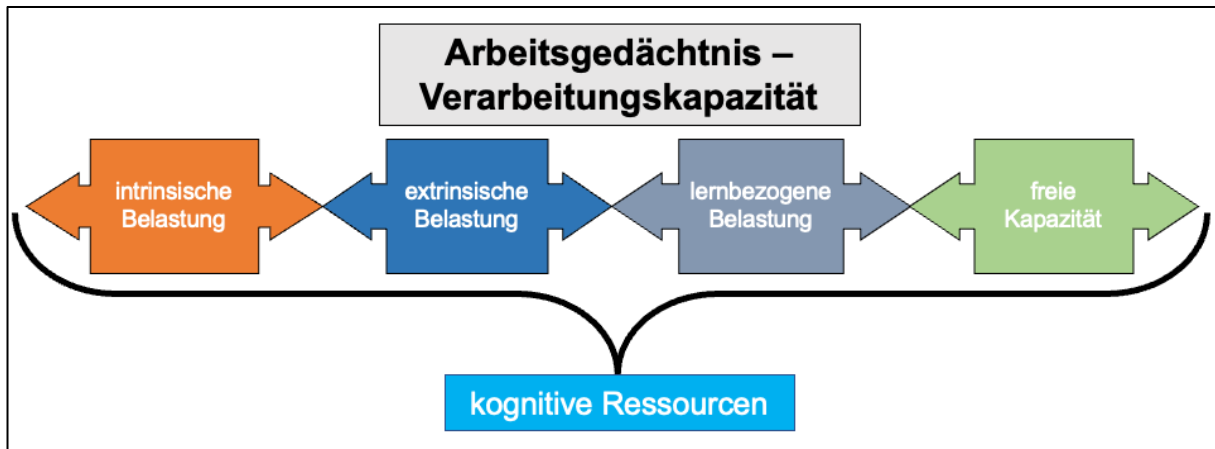 Arbeitsgedächtnis –
Verarbeitungskapazität
intrinsische
Belastung
extrinsische
Belastung
lernbezogene
Belastung
freie
Kapazität
kognitive Ressourcen